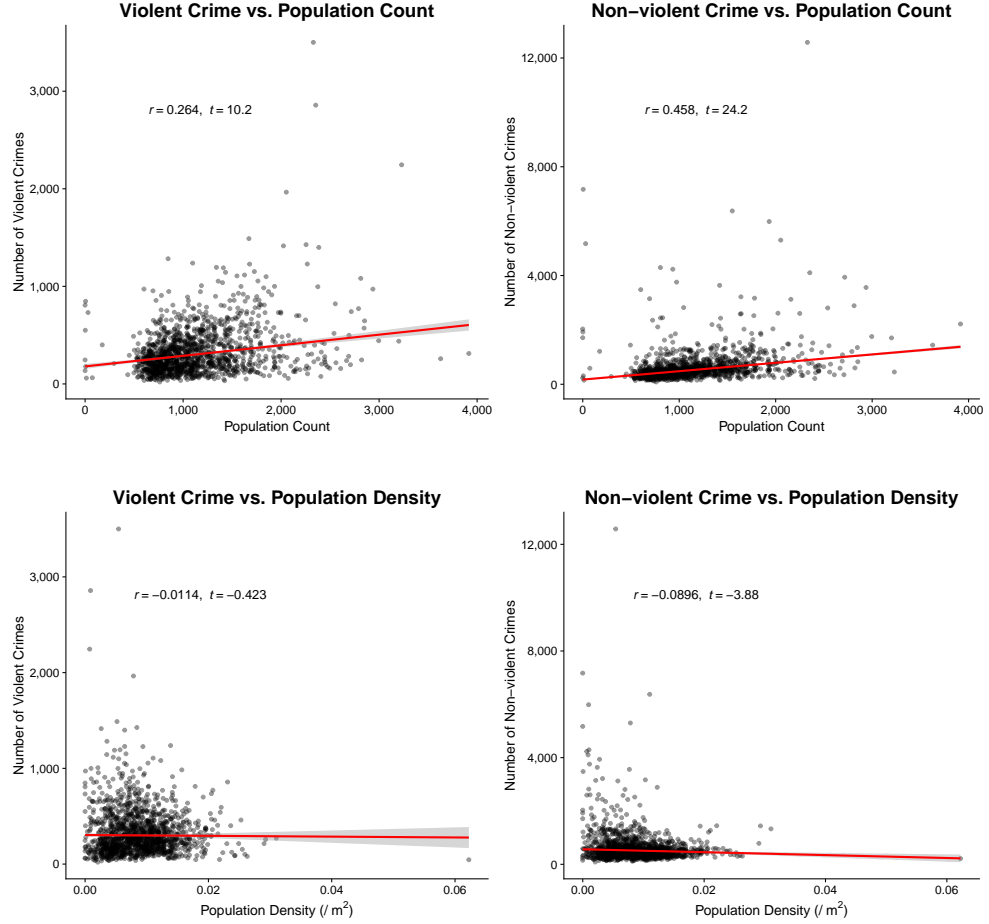 Violent Crime vs. Population Count
Number of Violent Crimes
3,000
2,000
1,000
0
r = 0.264, t = 10.2
0 1,000 2,000 3,000 4,000
Population Count
Non−violent Crime vs. Population Count
Number of Non−violent Crimes
12,000
8,000
4,000
0
r = 0.458, t = 24.2
0 1,000 2,000 3,000 4,000
Population Count
Violent Crime vs. Population Density
Number of Violent Crimes
3,000
2,000
1,000
0
r = −0.0114, t = −0.423
0.00 0.02 0.04 0.06
Population Density (/ m²)
Non−violent Crime vs. Population Density
Number of Non−violent Crimes
12,000
8,000
4,000
0
r = −0.0896, t = −3.88
0.00 0.02 0.04 0.06
Population Density (/ m²)